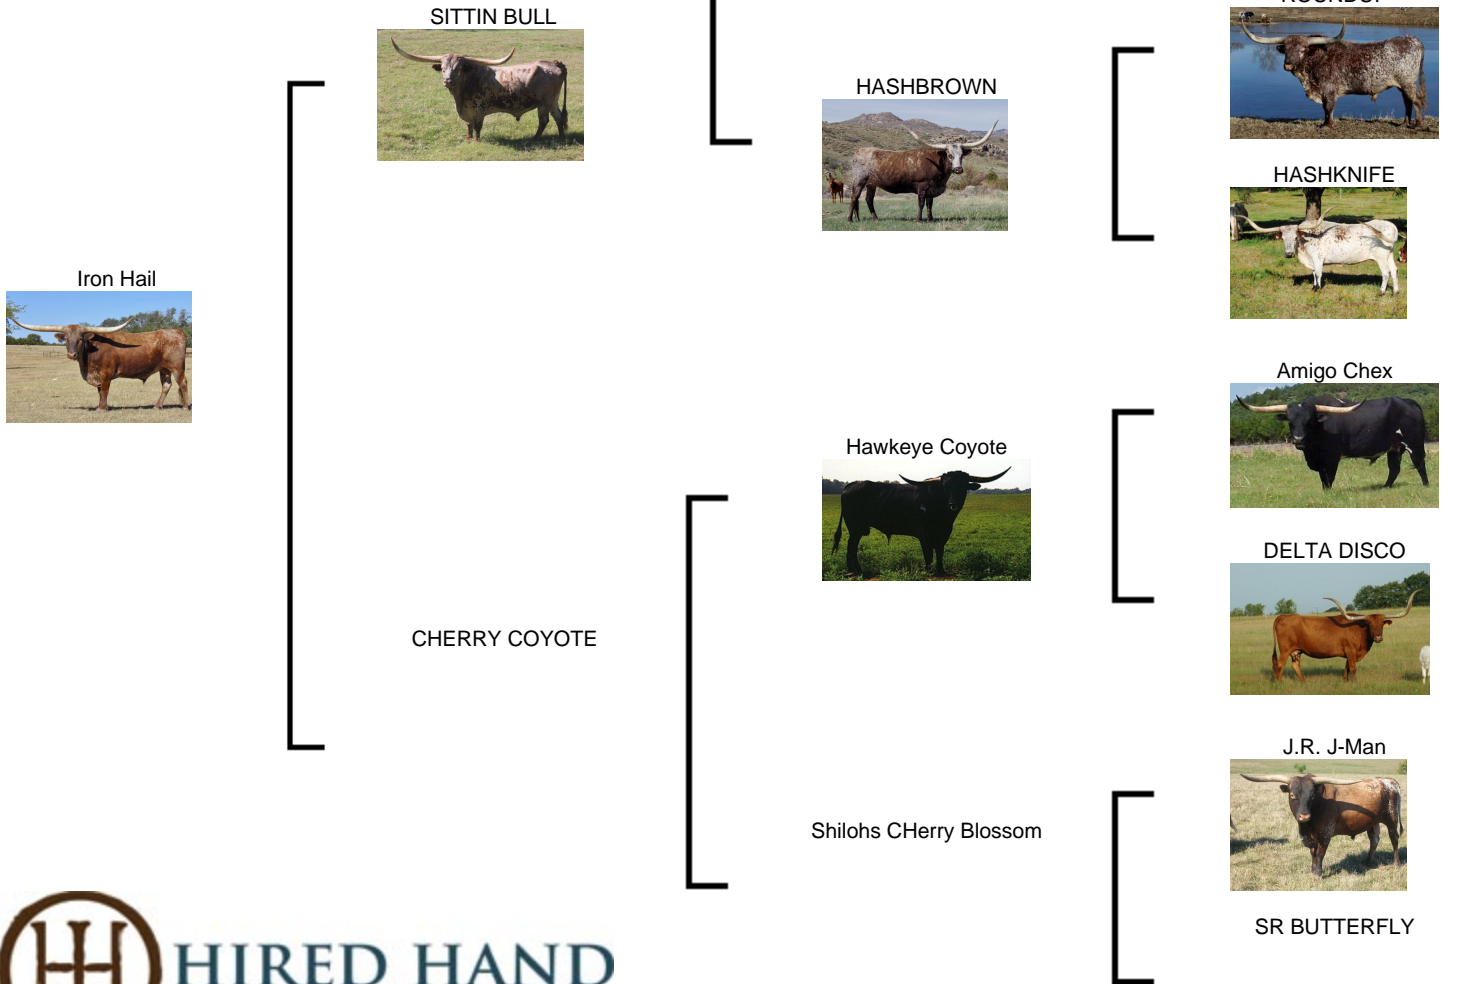 SITTIN BULL
HASHBROWN
HASHKNIFE
Iron Hail
Amigo Chex
Hawkeye Coyote
DELTA DISCO
CHERRY COYOTE
J.R. J-Man
Shilohs CHerry Blossom
SR BUTTERFLY
HIRED HAND